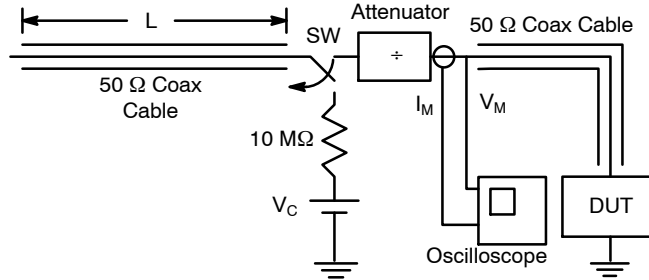 L
SW
Attenuator
÷
50 Ω Coax Cable
50 Ω Coax
Cable
I_M
V_M
10 MΩ
V_C
Oscilloscope
DUT